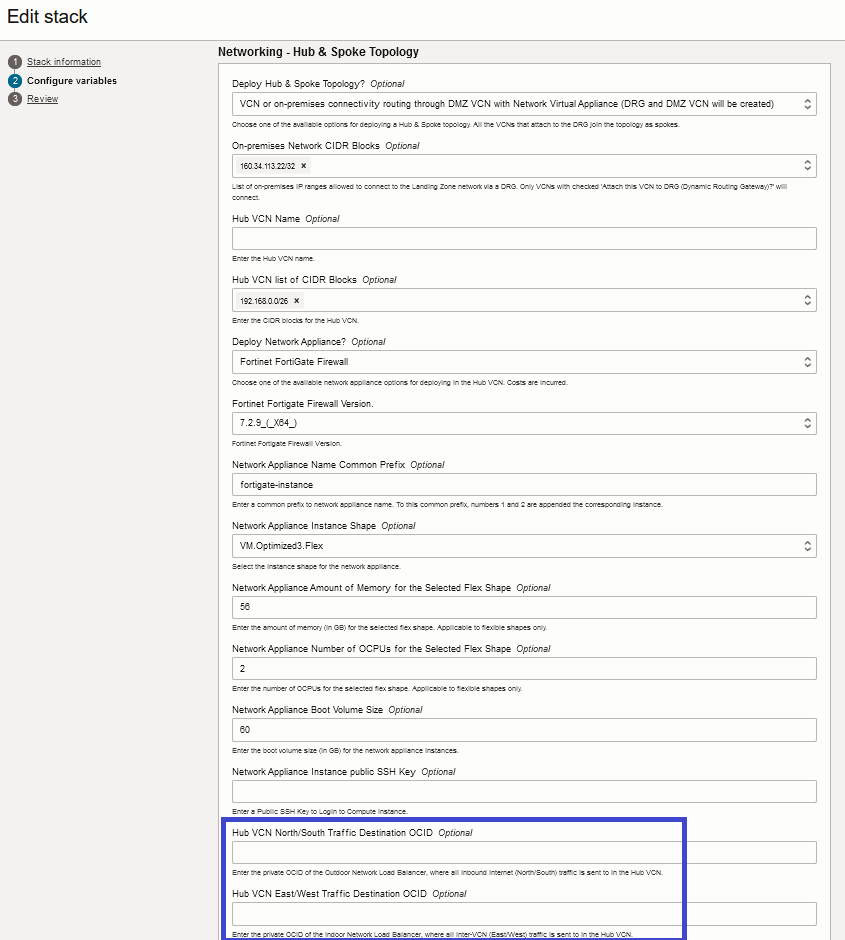 Edit stack
1 Stack information
2 Configure variables
3 Review
Networking - Hub & Spoke Topology
Deploy Hub & Spoke Topology? Optional
VCN or on-premises connectivity routing through DMZ VCN with Network Virtual Appliance (DRG and DMZ VCN will be created)
Choose one of the available options for deploying a Hub & Spoke topology. All the VCNs that attach to the DRG join the topology as spokes.
On-premises Network CIDR Blocks Optional
160.34.113.22/32 ×
List of on-premises IP ranges allowed to connect to the Landing Zone network via a DRG. Only VCNs with checked 'Attach this VCN to DRG (Dynamic Routing Gateway)?' will
connect.
Hub VCN Name Optional
Enter the Hub VCN name.
Hub VCN list of CIDR Blocks Optional
192.168.0.0/26 ×
Enter the CIDR blocks for the Hub VCN.
Deploy Network Appliance? Optional
Fortinet FortiGate Firewall
Choose one of the available network appliance options for deploying in the Hub VCN. Costs are incurred.
Fortinet Fortigate Firewall Version.
7.2.9_(_X64_)
Fortinet Fortigate Firewall Version.
Network Appliance Name Common Prefix Optional
fortigate-instance
Enter a common prefix to network appliance name. To this common prefix, numbers 1 and 2 are appended the corresponding instance.
Network Appliance Instance Shape Optional
VM.Optimized3.Flex
Select the instance shape for the network appliance.
Network Appliance Amount of Memory for the Selected Flex Shape Optional
56
Enter the amount of memory (in GB) for the selected flex shape. Applicable to flexible shapes only.
Network Appliance Number of OCPUs for the Selected Flex Shape Optional
2
Enter the number of OCPUs for the selected flex shape. Applicable to flexible shapes only.
Network Appliance Boot Volume Size Optional
60
Enter the boot volume size (in GB) for the network appliance instances.
Network Appliance Instance public SSH Key Optional
Enter a Public SSH Key to Login to Compute Instance.
Hub VCN North/South Traffic Destination OCID Optional
Enter the private OCID of the Outdoor Network Load Balancer, where all inbound internet (North/South) traffic is sent to in the Hub VCN.
Hub VCN East/West Traffic Destination OCID Optional
Enter the private OCID of the Indoor Network Load Balancer, where all inter-VCN (East/West) traffic is sent to in the Hub VCN.